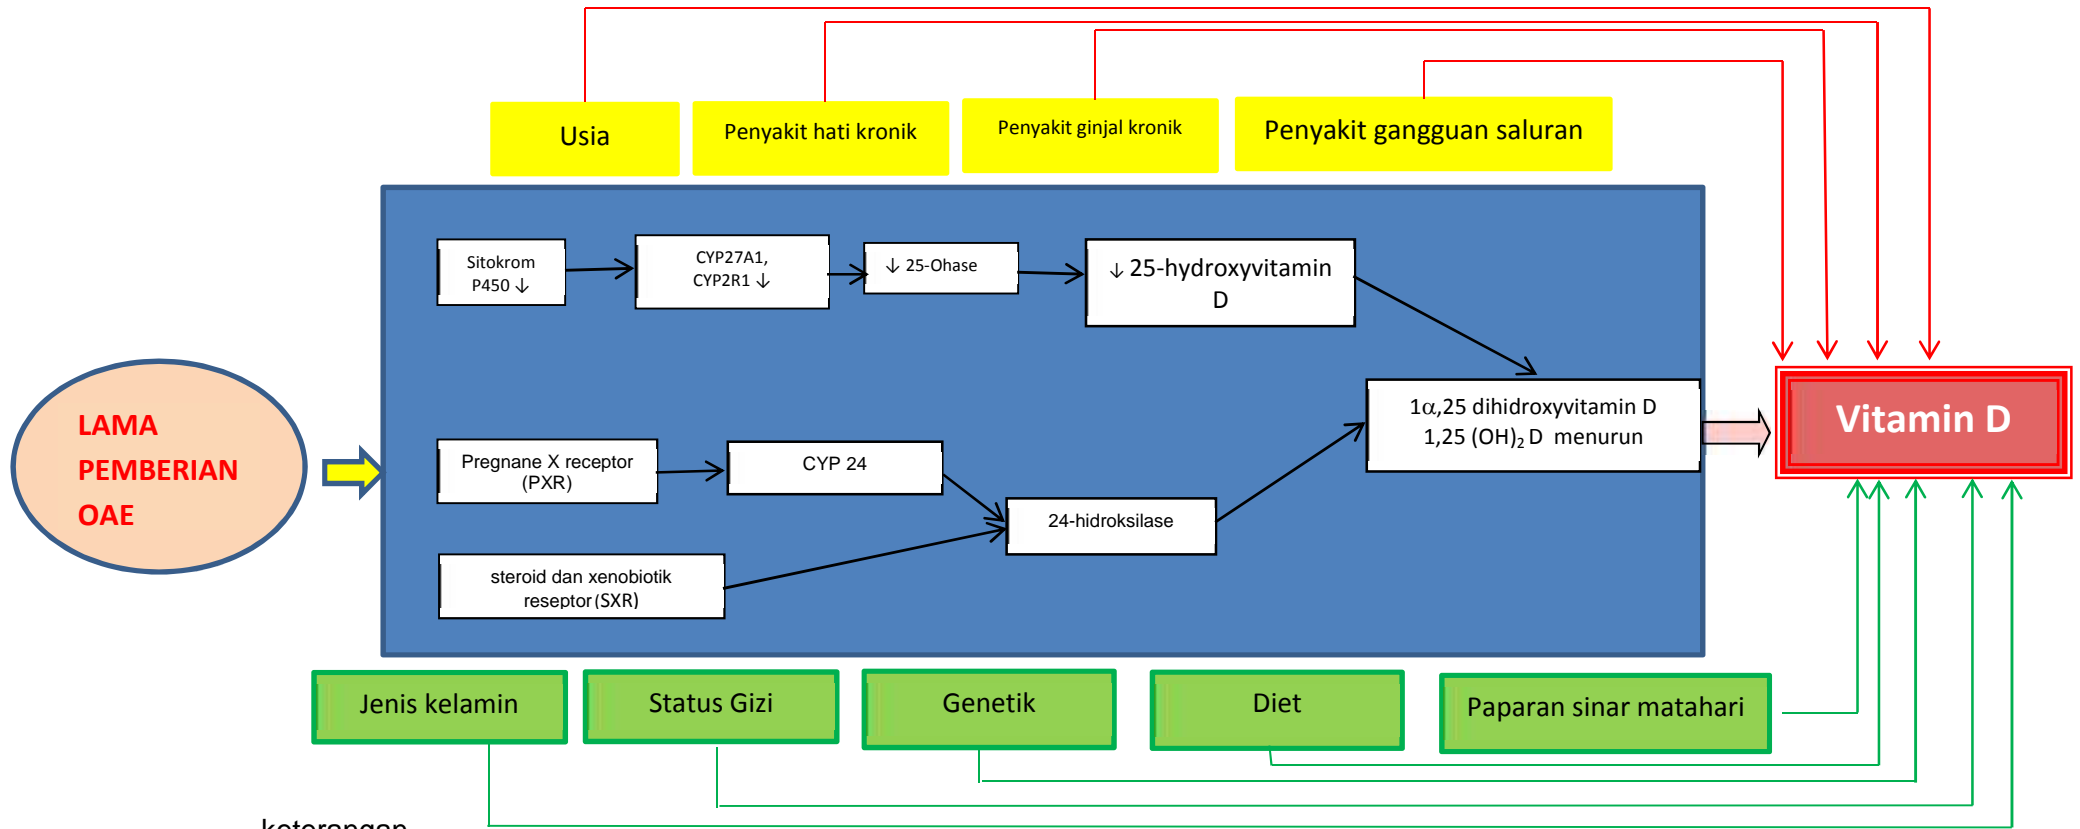 Usia
Penyakit hati kronik
Penyakit ginjal kronik
Penyakit gangguan saluran
Sitokrom
P450 ↓
CYP27A1,
CYP2R1 ↓
↓ 25-Ohase
↓ 25-hydroxyvitamin
D
LAMA
PEMBERIAN
OAE
Pregnane X receptor
(PXR)
CYP 24
24-hidroksilase
steroid dan xenobiotik
reseptor (SXR)
1α,25 dihidroxyvitamin D
1,25 (OH)₂ D menurun
Vitamin D
Jenis kelamin
Status Gizi
Genetik
Diet
Paparan sinar matahari
keterangan